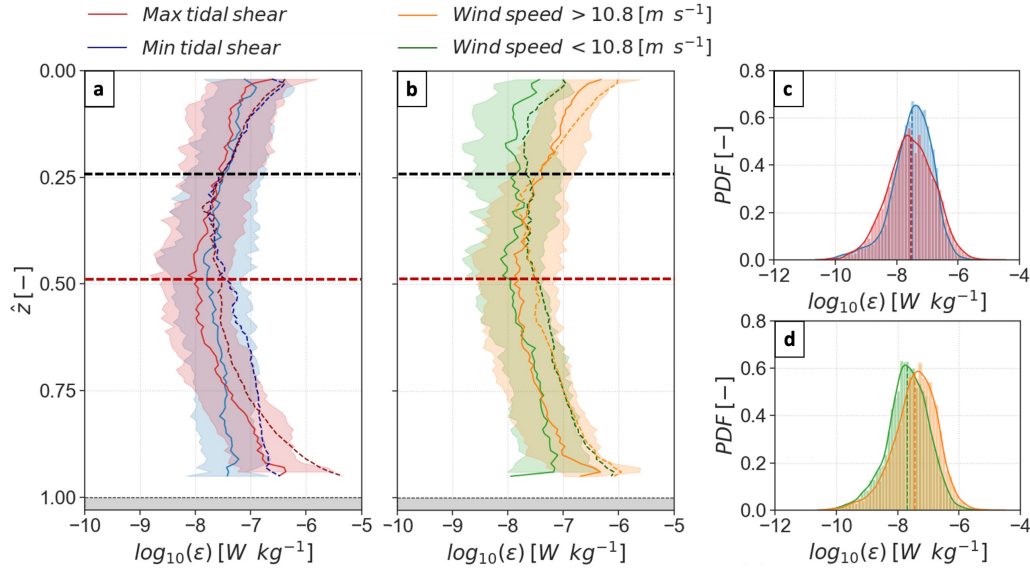 Max tidal shear
Wind speed > 10.8 [m s⁻¹]
Min tidal shear
Wind speed < 10.8 [m s⁻¹]
a
b
c
d
0.00
0.25
0.50
0.75
1.00
ẑ [−]
−10 −9 −8 −7 −6 −5
log₁₀(ε) [W kg⁻¹]
−10 −9 −8 −7 −6 −5
log₁₀(ε) [W kg⁻¹]
0.8
0.6
0.4
0.2
0.0
PDF [−]
−12 −10 −8 −6 −4
log₁₀(ε) [W kg⁻¹]
0.8
0.6
0.4
0.2
0.0
PDF [−]
−12 −10 −8 −6 −4
log₁₀(ε) [W kg⁻¹]